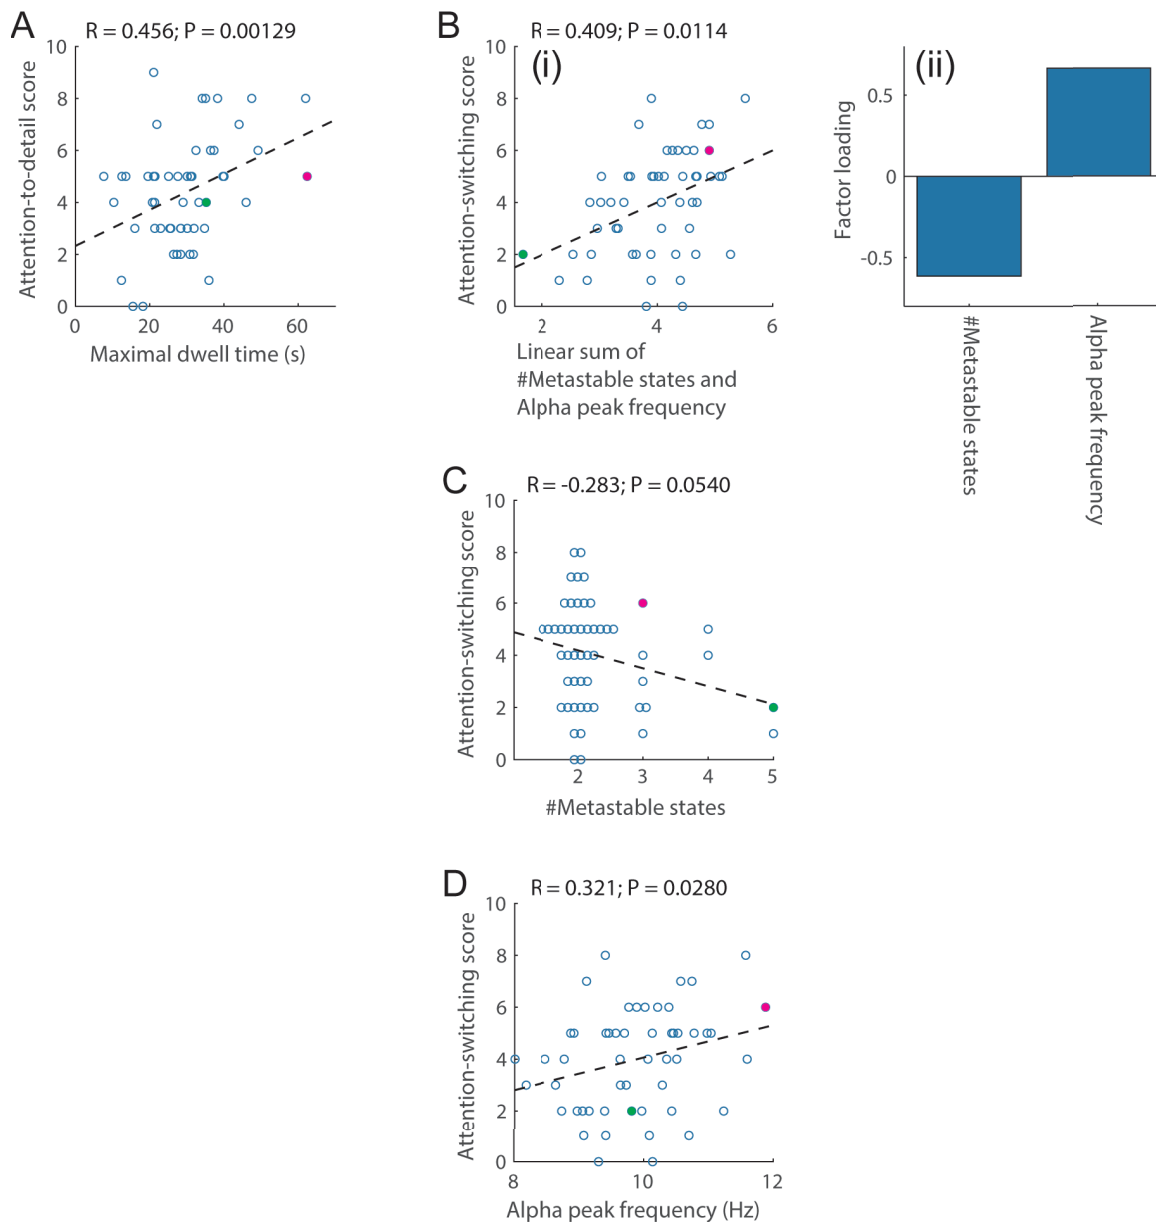 A
R = 0.456; P = 0.00129
10
8
6
4
2
0
Attention-to-detail score
0 20 40 60
Maximal dwell time (s)
B
R = 0.409; P = 0.0114
(i)
10
8
6
4
2
0
Attention-switching score
2 4 6
Linear sum of
#Metastable states and
Alpha peak frequency
(ii)
0.5
0
-0.5
Factor loading
#Metastable states
Alpha peak frequency
C
R = -0.283; P = 0.0540
10
8
6
4
2
0
Attention-switching score
2 3 4 5
#Metastable states
D
R = 0.321; P = 0.0280
10
8
6
4
2
0
Attention-switching score
8 10 12
Alpha peak frequency (Hz)